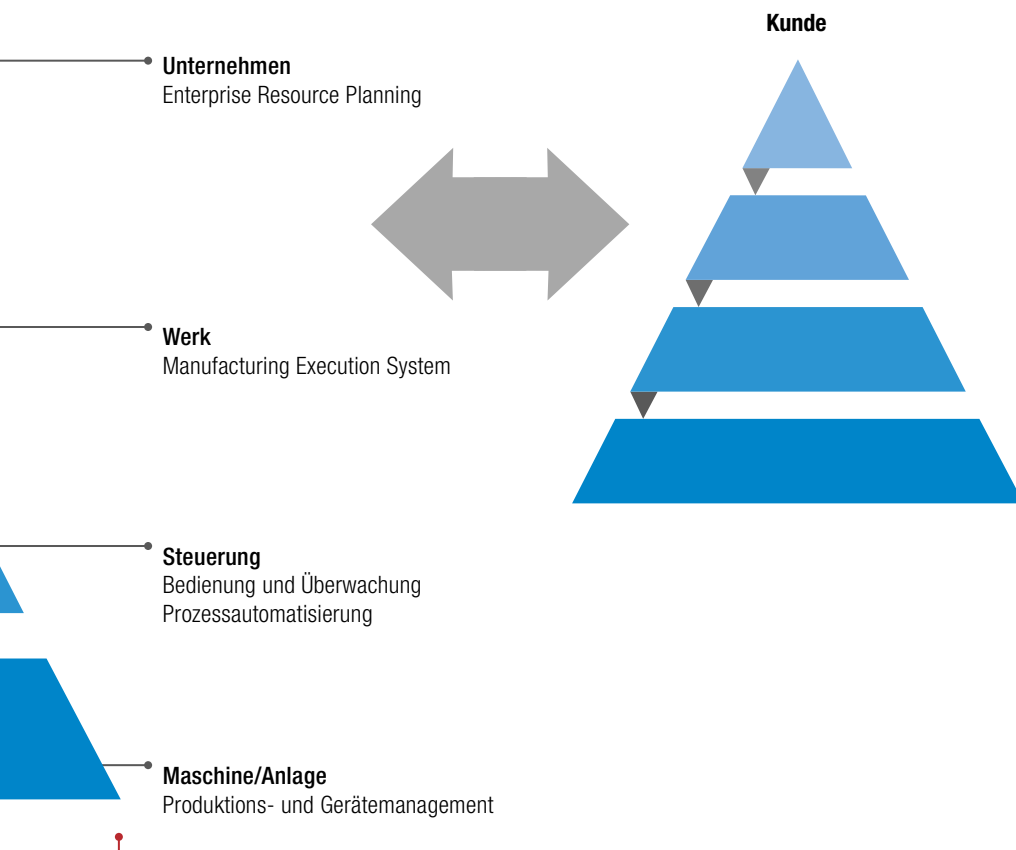 Kunde
Unternehmen
Enterprise Resource Planning
Werk
Manufacturing Execution System
Steuerung
Bedienung und Überwachung
Prozessautomatisierung
Maschine/Anlage
Produktions- und Gerätemanagement